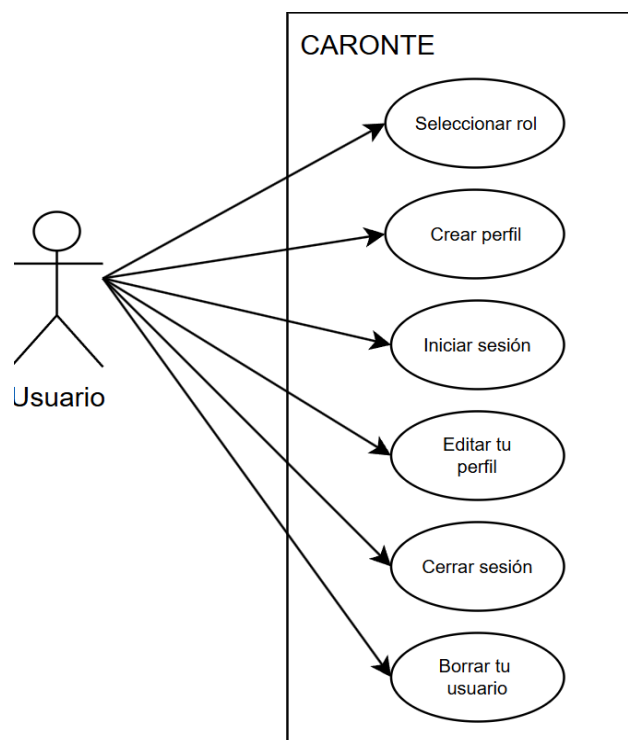 CARONTE
Seleccionar rol
Crear perfil
Iniciar sesión
Usuario
Editar tu
perfil
Cerrar sesión
Borrar tu
usuario